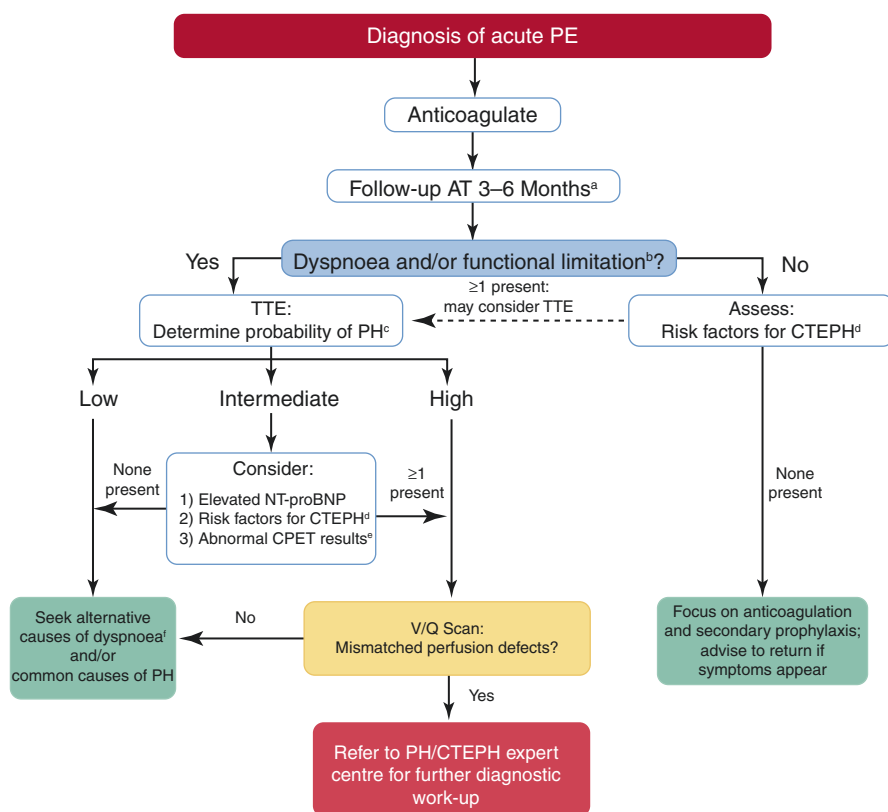 Diagnosis of acute PE
Anticoagulate
Follow-up AT 3–6 Monthsᵃ
Dyspnoea and/or functional limitationᵇ?
Yes
No
≥1 present:
may consider TTE
TTE:
Determine probability of PHᶜ
Assess:
Risk factors for CTEPHᵈ
Low
Intermediate
High
None
present
Consider:
1) Elevated NT-proBNP
2) Risk factors for CTEPHᵈ
3) Abnormal CPET resultsᵉ
≥1
present
None
present
Seek alternative
causes of dyspnoeaᶠ
and/or
common causes of PH
No
V/Q Scan:
Mismatched perfusion defects?
Focus on anticoagulation
and secondary prophylaxis;
advise to return if
symptoms appear
Yes
Refer to PH/CTEPH expert
centre for further diagnostic
work-up